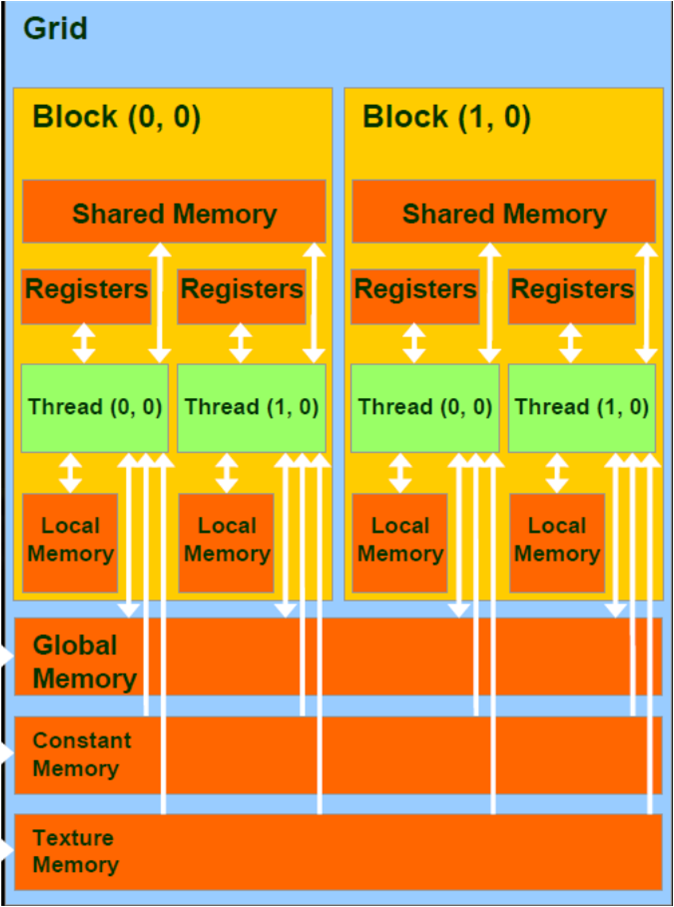 Grid
Block (0, 0)
Block (1, 0)
Shared Memory
Shared Memory
Registers
Registers
Registers
Registers
Thread (0, 0)
Thread (1, 0)
Thread (0, 0)
Thread (1, 0)
Local
Memory
Local
Memory
Local
Memory
Local
Memory
Global
Memory
Constant
Memory
Texture
Memory